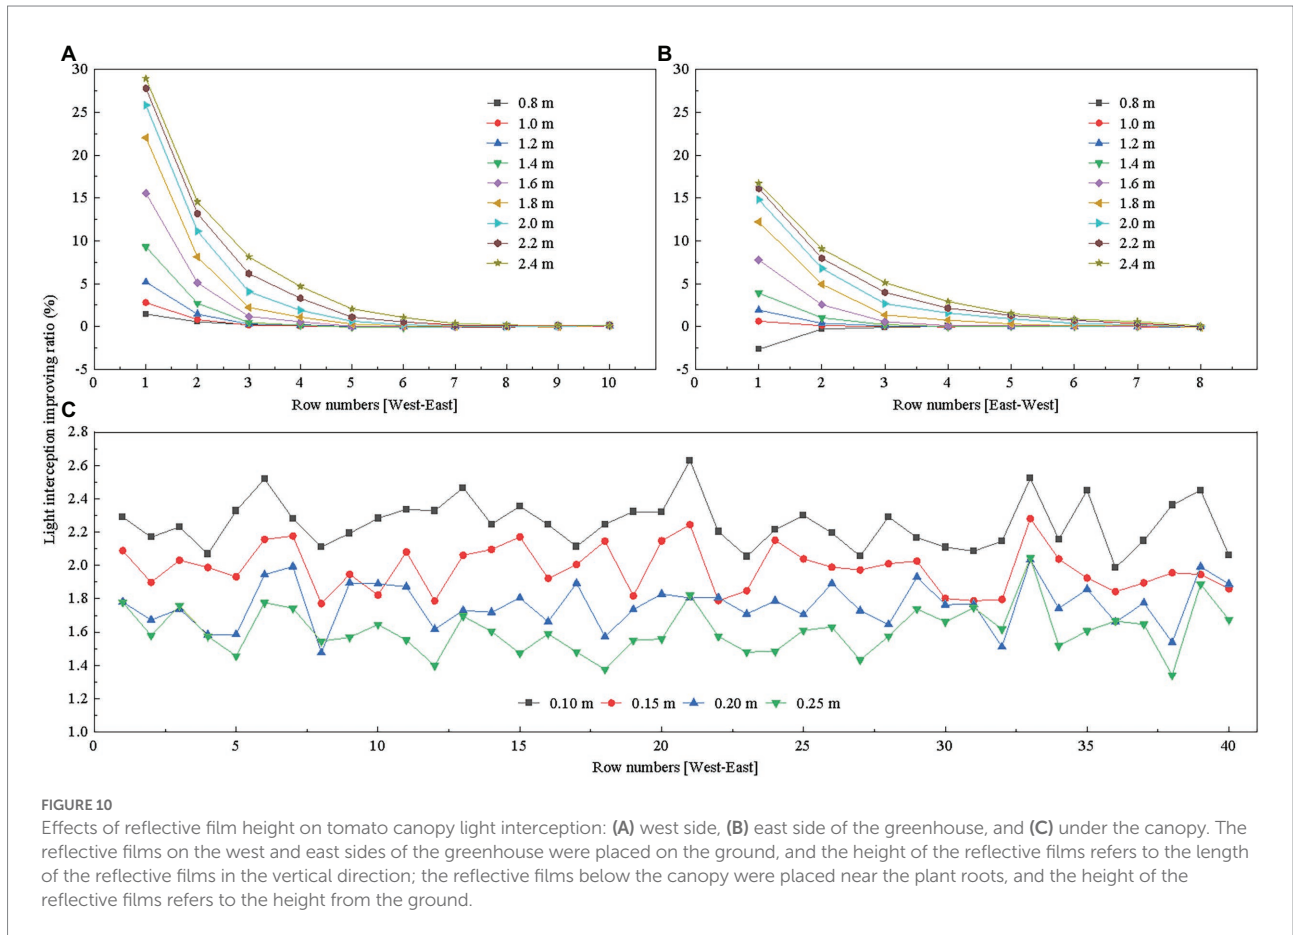 A
B
30
25
20
15
10
5
0
-5
0 1 2 3 4 5 6 7 8 9 10
Row numbers [West-East]
0.8 m
1.0 m
1.2 m
1.4 m
1.6 m
1.8 m
2.0 m
2.2 m
2.4 m
30
25
20
15
10
5
0
-5
0 1 2 3 4 5 6 7 8
Row numbers [East-West]
0.8 m
1.0 m
1.2 m
1.4 m
1.6 m
1.8 m
2.0 m
2.2 m
2.4 m
Light interception improving ratio (%)
C
2.8
2.6
2.4
2.2
2.0
1.8
1.6
1.4
1.2
1.0
0.10 m 0.15 m 0.20 m 0.25 m
0 5 10 15 20 25 30 35 40
Row numbers [West-East]
FIGURE 10
Effects of reflective film height on tomato canopy light interception: (A) west side, (B) east side of the greenhouse, and (C) under the canopy. The
reflective films on the west and east sides of the greenhouse were placed on the ground, and the height of the reflective films refers to the length
of the reflective films in the vertical direction; the reflective films below the canopy were placed near the plant roots, and the height of the
reflective films refers to the height from the ground.